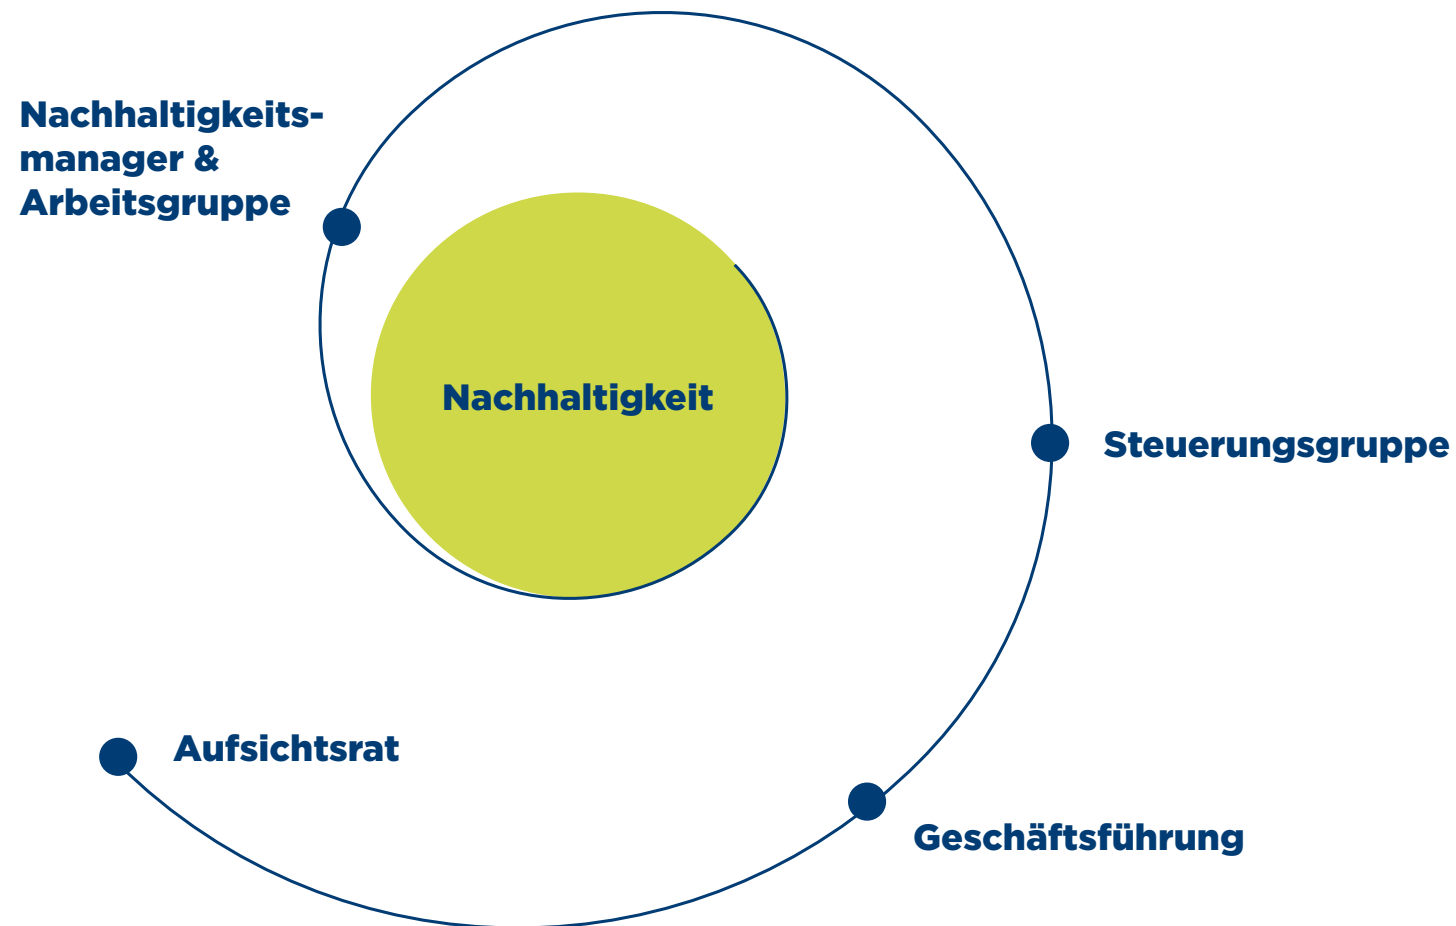 Nachhaltigkeits-
manager &
Arbeitsgruppe
Nachhaltigkeit
Steuerungsgruppe
Aufsichtsrat
Geschäftsführung